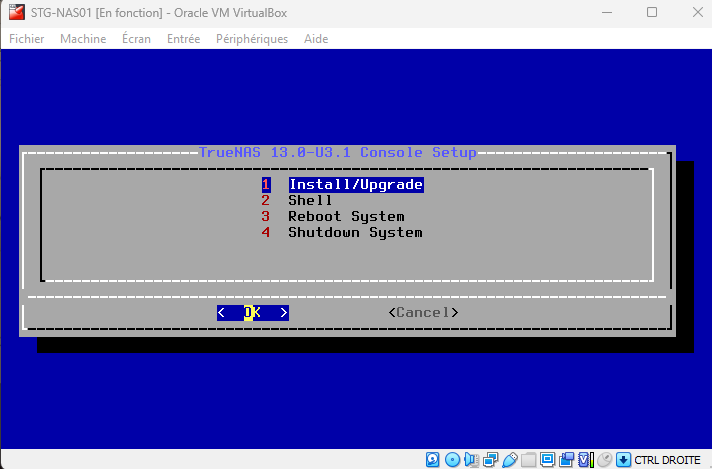 STG-NAS01 [En fonction] - Oracle VM VirtualBox
Fichier Machine Écran Entrée Périphériques Aide
TrueNAS 13.0-U3.1 Console Setup
1 Install/Upgrade
2 Shell
3 Reboot System
4 Shutdown System
< OK > <Cancel>
CTRL DROITE